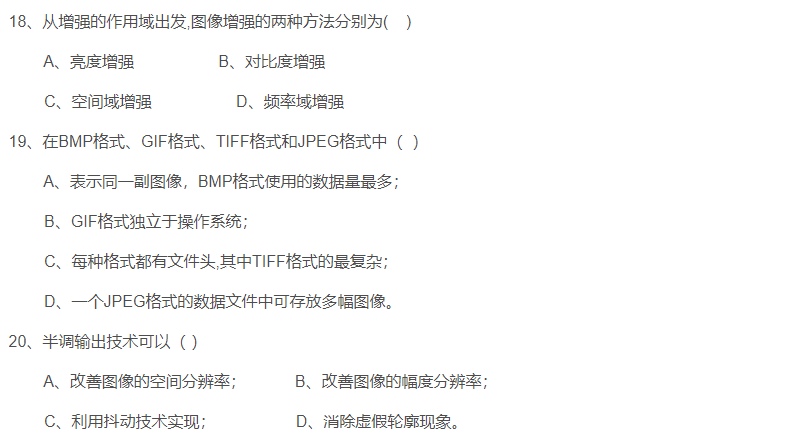 18、从增强的作用域出发,图像增强的两种方法分别为(    )
A、亮度增强 B、对比度增强
C、空间域增强 D、频率域增强
19、在BMP格式、GIF格式、TIFF格式和JPEG格式中（ ）
A、表示同一副图像，BMP格式使用的数据量最多；
B、GIF格式独立于操作系统；
C、每种格式都有文件头,其中TIFF格式的最复杂；
D、一个JPEG格式的数据文件中可存放多幅图像。
20、半调输出技术可以（ ）
A、改善图像的空间分辨率； B、改善图像的幅度分辨率；
C、利用抖动技术实现； D、消除虚假轮廓现象。